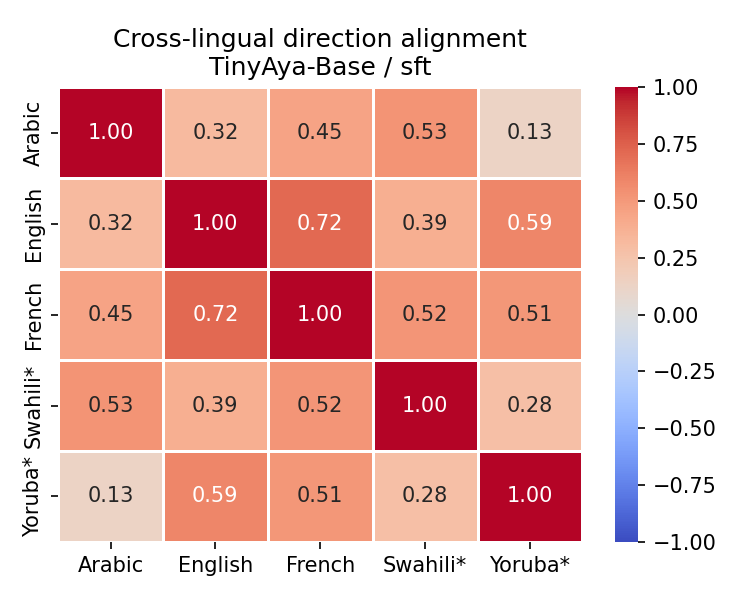 Cross-lingual direction alignment
TinyAya-Base / sft
Arabic 1.00 0.32 0.45 0.53 0.13
English 0.32 1.00 0.72 0.39 0.59
French 0.45 0.72 1.00 0.52 0.51
Swahili* 0.53 0.39 0.52 1.00 0.28
Yoruba* 0.13 0.59 0.51 0.28 1.00
Arabic English French Swahili* Yoruba*
1.00
0.75
0.50
0.25
0.00
−0.25
−0.50
−0.75
−1.00